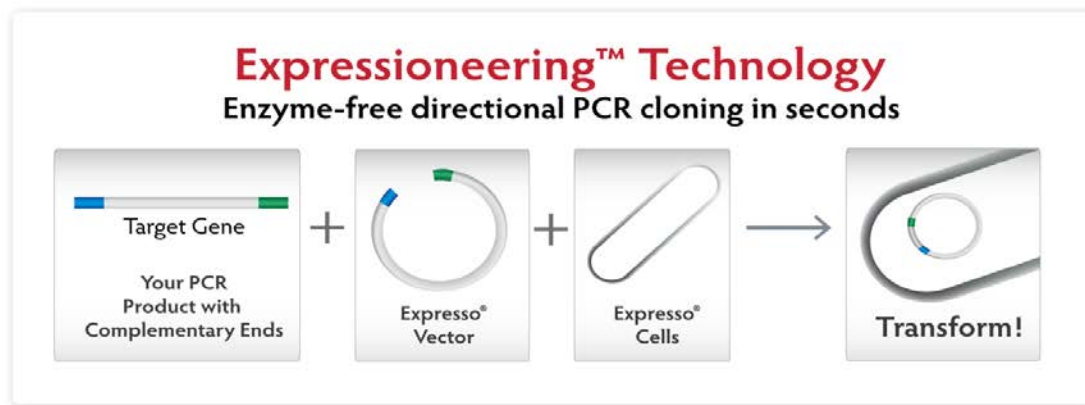 Expressioneering™ Technology
Enzyme-free directional PCR cloning in seconds
Target Gene
Your PCR
Product with
Complementary Ends
+
Expresso®
Vector
+
Expresso®
Cells
Transform!